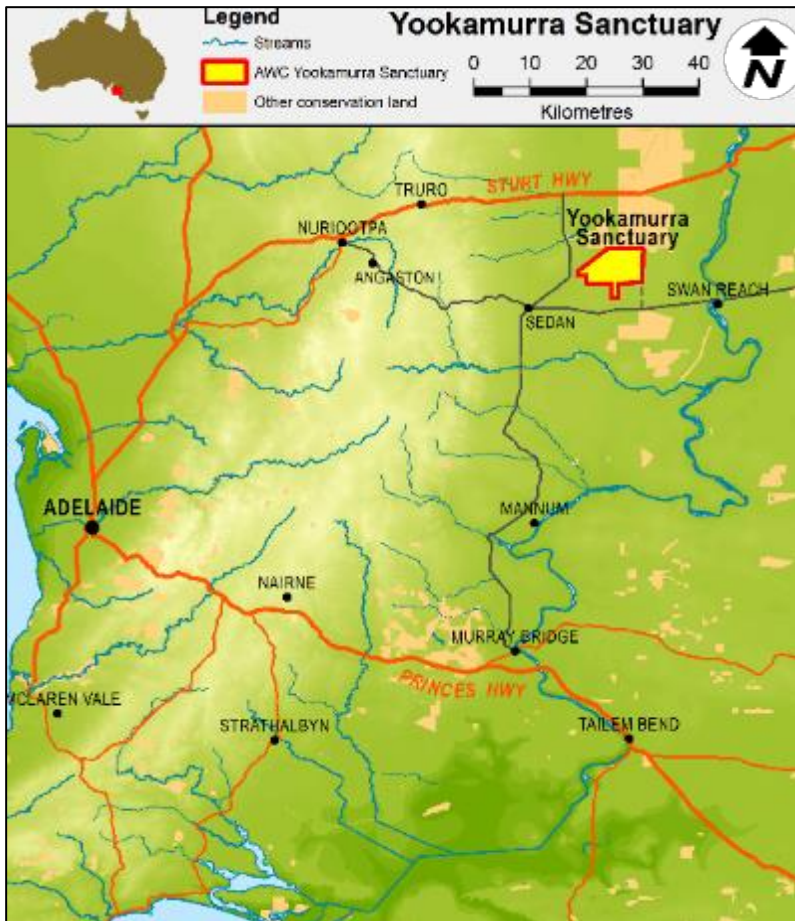 Legend
Streams
AWC Yookamurra Sanctuary
Other conservation land
Yookamurra Sanctuary
0 10 20 30 40
Kilometres
N
TRURO
STURT HWY
NURIOOTPA
Yookamurra
Sanctuary
ANGASTON
SWAN REACH
SEDAN
ADELAIDE
MANNUM
NAIRNE
MURRAY BRIDGE
PRINCES HWY
MCLAREN VALE
STRATHALBYN
TAILEM BEND